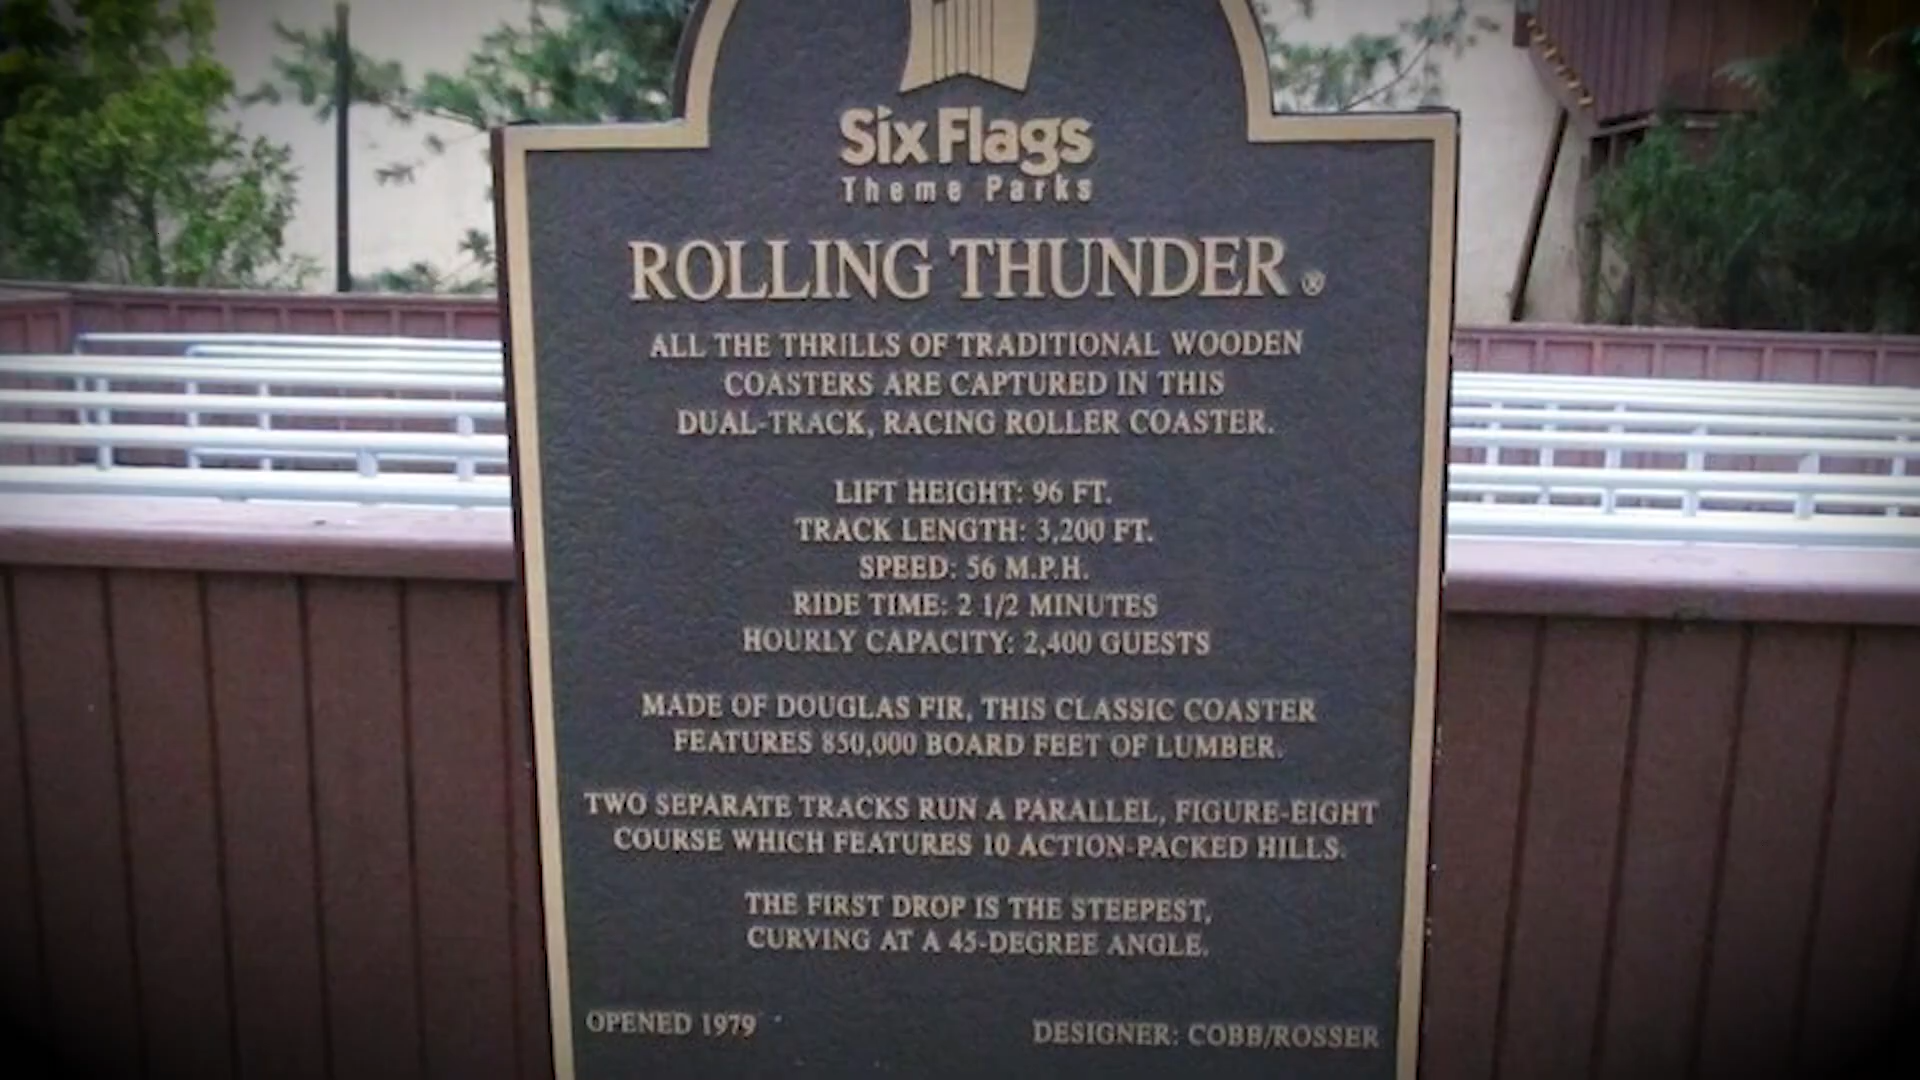 Six Flags
Theme Parks
ROLLING THUNDER ®
ALL THE THRILLS OF TRADITIONAL WOODEN
COASTERS ARE CAPTURED IN THIS
DUAL-TRACK, RACING ROLLER COASTER.
LIFT HEIGHT: 96 FT.
TRACK LENGTH: 3,200 FT.
SPEED: 56 M.P.H.
RIDE TIME: 2 1/2 MINUTES
HOURLY CAPACITY: 2,400 GUESTS
MADE OF DOUGLAS FIR, THIS CLASSIC COASTER
FEATURES 850,000 BOARD FEET OF LUMBER.
TWO SEPARATE TRACKS RUN A PARALLEL, FIGURE-EIGHT
COURSE WHICH FEATURES 10 ACTION-PACKED HILLS.
THE FIRST DROP IS THE STEEPEST,
CURVING AT A 45-DEGREE ANGLE.
OPENED 1979
DESIGNER: COBB/ROSSER